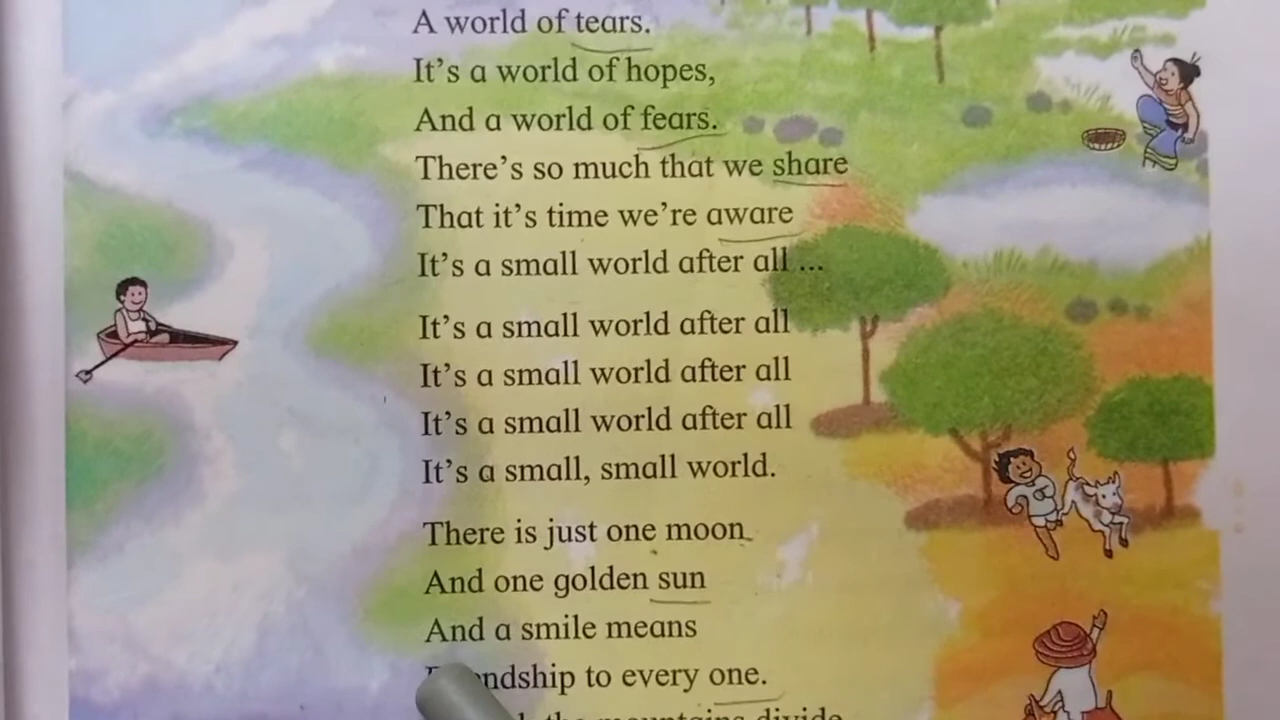 A world of tears.
It's a world of hopes,
And a world of fears.
There's so much that we share
That it's time we're aware
It's a small world after all ...
It's a small world after all
It's a small world after all
It's a small world after all
It's a small, small world.
There is just one moon
And one golden sun
And a smile means
to every one.
the mountains divide